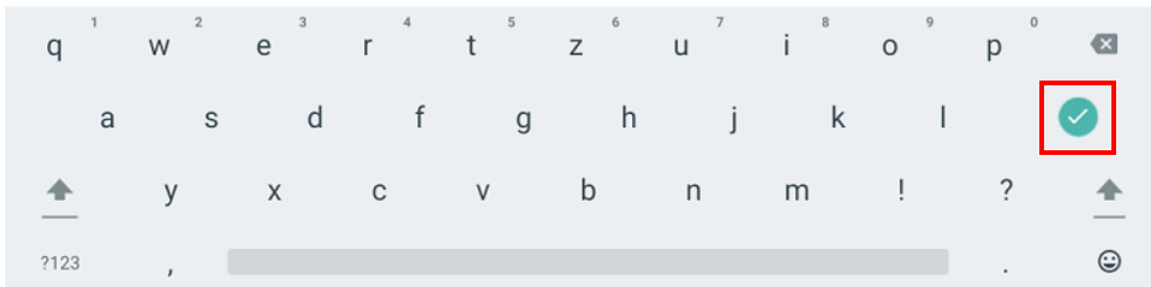 1 2 3 4 5 6 7 8 9 0
q w e r t z u i o p
a s d f g h j k l
y x c v b n m ! ?
?123 , .